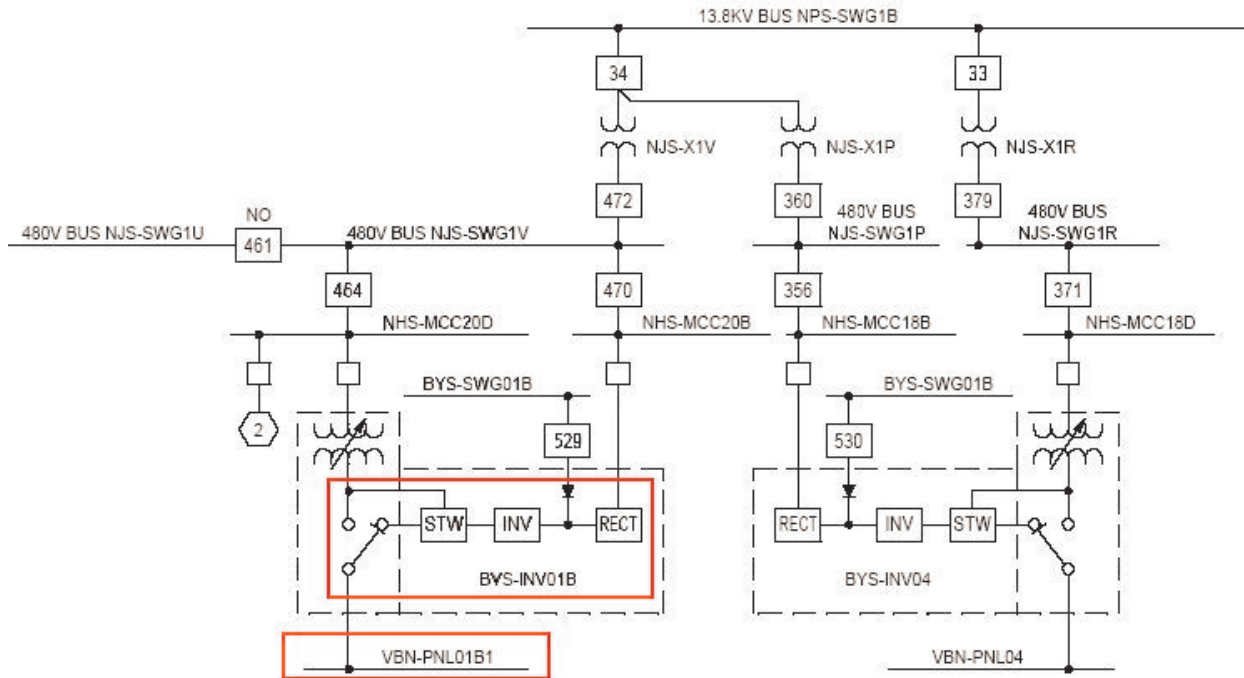 13.8KV BUS NPS-SWG1B
34
33
NJS-X1V
NJS-X1P
NJS-X1R
472
360
379
NO
480V BUS
NJS-SWG1P
480V BUS
NJS-SWG1R
480V BUS NJS-SWG1U
461
480V BUS NJS-SWG1V
464
470
356
371
NHS-MCC20D
NHS-MCC20B
NHS-MCC18B
NHS-MCC18D
BYS-SWG01B
BYS-SWG01B
2
529
530
STW
INV
RECT
RECT
INV
STW
BYS-INV01B
BYS-INV04
VBN-PNL01B1
VBN-PNL04